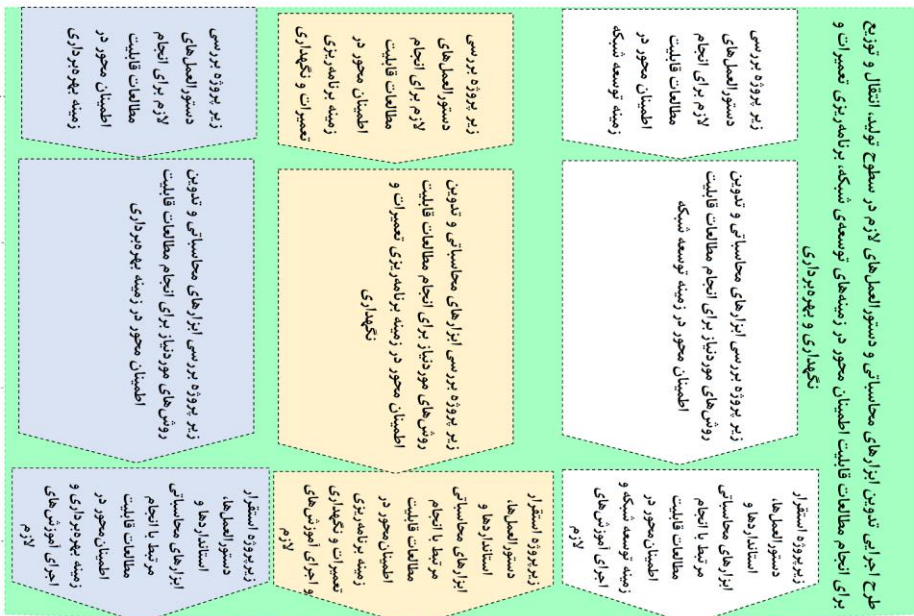 طرح اجرایی تدوین ابزارهای محاسباتی و دستورالعمل‌های لازم در سطوح تولید، انتقال و توزیع
برای انجام مطالعات قابلیت اطمینان محور در زمینه‌های توسعه‌ی شبکه، برنامه‌ریزی تعمیرات و
نگهداری و بهره‌برداری
زیر پروژه بررسی
دستورالعمل‌های
لازم برای انجام
مطالعات قابلیت
اطمینان محور در
زمینه توسعه شبکه
زیر پروژه بررسی ابزارهای محاسباتی و تدوین
روش‌های موردنیاز برای انجام مطالعات قابلیت
اطمینان محور در زمینه توسعه شبکه
زیرپروژه استقرار
دستورالعمل‌ها،
استانداردها و
ابزارهای محاسباتی
مرتبط با انجام
مطالعات قابلیت
اطمینان‌محور در
زمینه توسعه شبکه و
اجرای آموزش‌های
لازم
زیر پروژه بررسی
دستورالعمل‌های
لازم برای انجام
مطالعات قابلیت
اطمینان محور در
زمینه برنامه‌ریزی
تعمیرات و نگهداری
زیر پروژه بررسی ابزارهای محاسباتی و تدوین
روش‌های موردنیاز برای انجام مطالعات قابلیت
اطمینان محور در زمینه برنامه‌ریزی تعمیرات و
نگهداری
زیرپروژه استقرار
دستورالعمل‌ها،
استانداردها و
ابزارهای محاسباتی
مرتبط با انجام
مطالعات قابلیت
اطمینان‌محور در
زمینه برنامه‌ریزی
تعمیرات و نگهداری
و اجرای آموزش‌های
لازم
زیر پروژه بررسی
دستورالعمل‌های
لازم برای انجام
مطالعات قابلیت
اطمینان محور در
زمینه بهره‌برداری
زیر پروژه بررسی ابزارهای محاسباتی و تدوین
روش‌های موردنیاز برای انجام مطالعات قابلیت
اطمینان محور در زمینه بهره‌برداری
زیرپروژه استقرار
دستورالعمل‌ها،
استانداردها و
ابزارهای محاسباتی
مرتبط با انجام
مطالعات قابلیت
اطمینان‌محور در
زمینه بهره‌برداری و
اجرای آموزش‌های
لازم